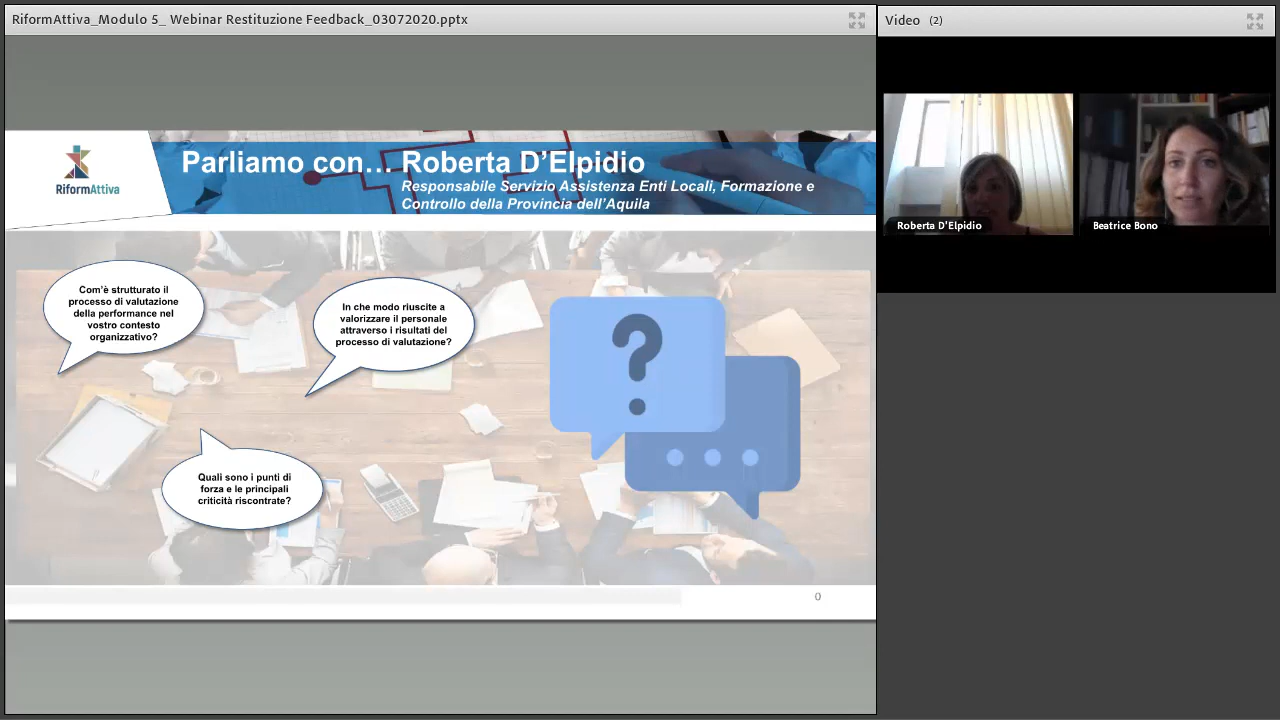 RiformAttiva_Modulo 5_ Webinar Restituzione Feedback_03072020.pptx
Video (2)
RiformAttiva
Parliamo con... Roberta D'Elpidio
Responsabile Servizio Assistenza Enti Locali, Formazione e
Controllo della Provincia dell'Aquila
Roberta D'Elpidio
Beatrice Bono
Com'è strutturato il
processo di valutazione
della performance nel
vostro contesto
organizzativo?
In che modo riuscite a
valorizzare il personale
attraverso i risultati del
processo di valutazione?
?
Quali sono i punti di
forza e le principali
criticità riscontrate?
0